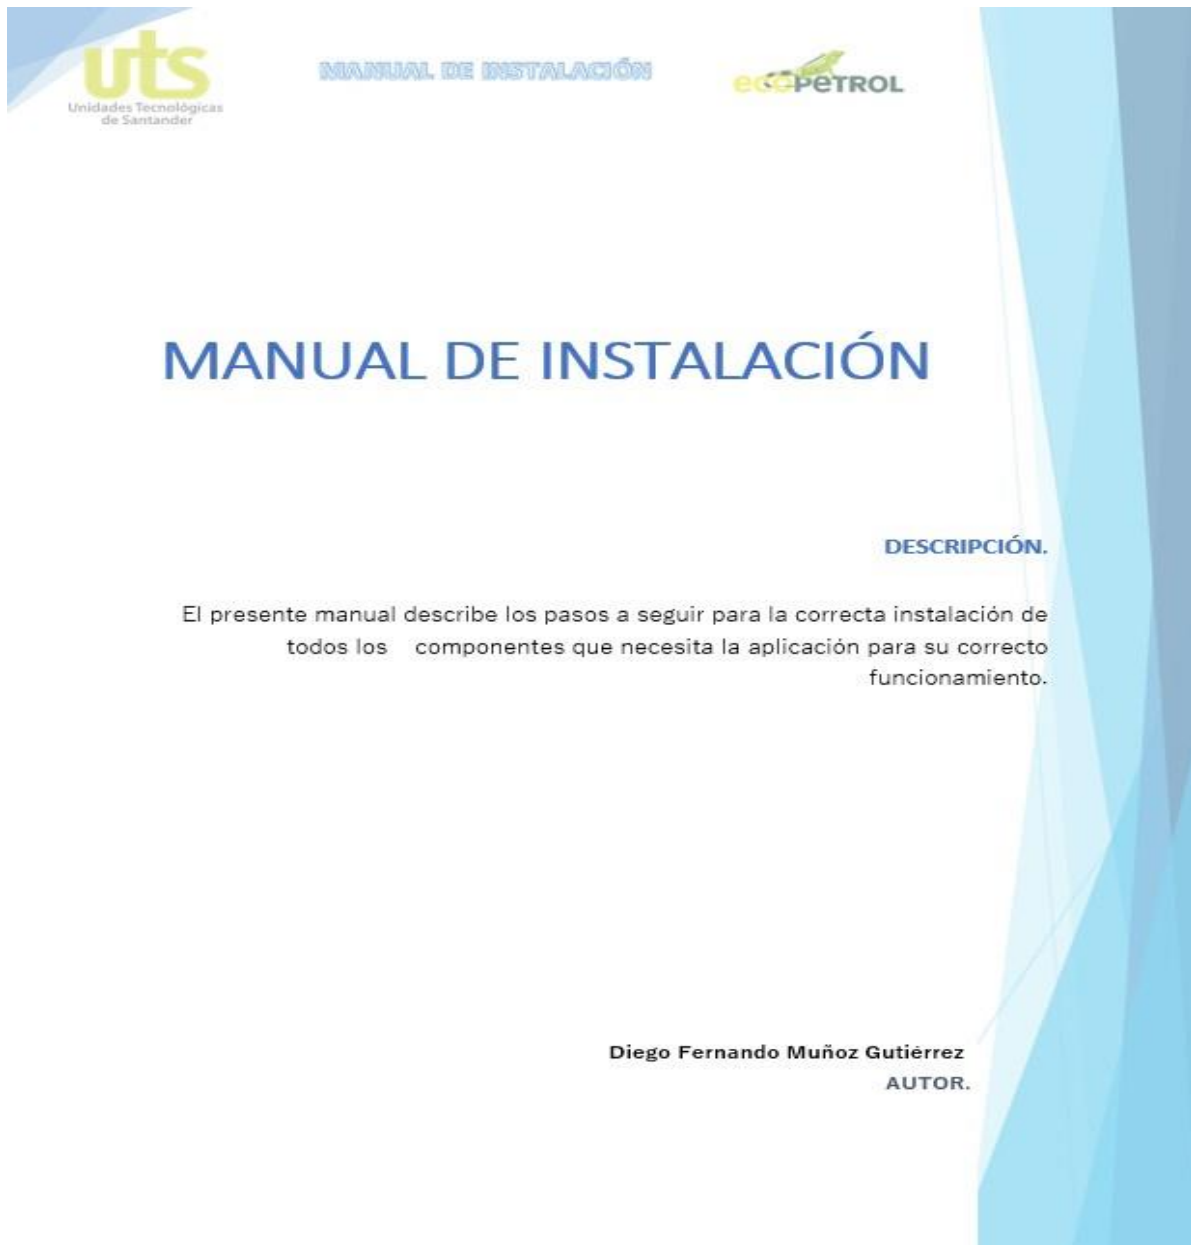 uts
Unidades Tecnológicas
de Santander
MANUAL DE INSTALACIÓN
ecoPETROL
MANUAL DE INSTALACIÓN
DESCRIPCIÓN.
El presente manual describe los pasos a seguir para la correcta instalación de
todos los componentes que necesita la aplicación para su correcto
funcionamiento.
Diego Fernando Muñoz Gutiérrez
AUTOR.